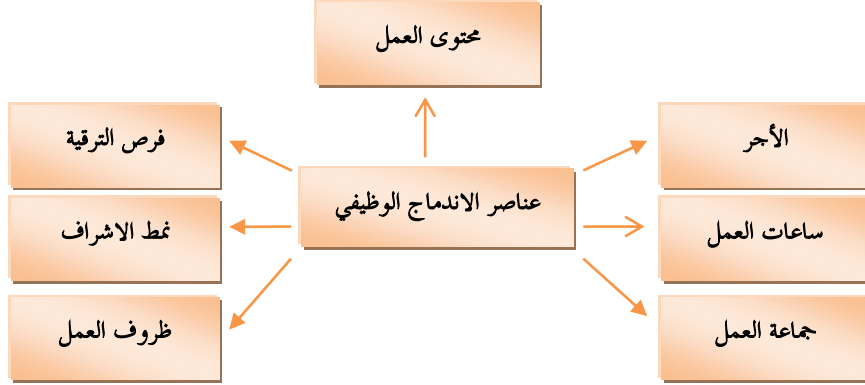 محتوى العمل
الأجر
فرص الترقية
عناصر الاندماج الوظيفي
ساعات العمل
نمط الاشراف
جماعة العمل
ظروف العمل